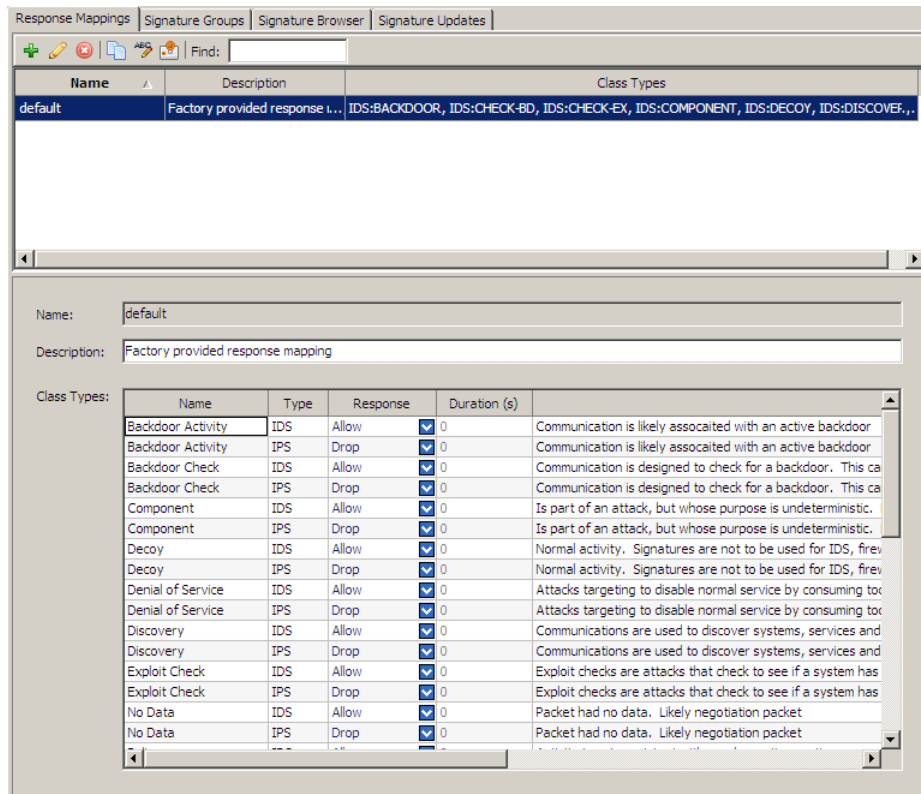 Response Mappings Signature Groups Signature Browser Signature Updates
ABC Find:
Name Description Class Types
default Factory provided response r... IDS:BACKDOOR, IDS:CHECK-BD, IDS:CHECK-EX, IDS:COMPONENT, IDS:DECOY, IDS:DISCOVER.,.
Name: default
Description: Factory provided response mapping
Class Types:
Name Type Response Duration (s)
Backdoor Activity IDS Allow 0 Communication is likely assocaited with an active backdoor
Backdoor Activity IPS Drop 0 Communication is likely assocaited with an active backdoor
Backdoor Check IDS Allow 0 Communication is designed to check for a backdoor. This ca
Backdoor Check IPS Drop 0 Communication is designed to check for a backdoor. This ca
Component IDS Allow 0 Is part of an attack, but whose purpose is undeterministic.
Component IPS Drop 0 Is part of an attack, but whose purpose is undeterministic.
Decoy IDS Allow 0 Normal activity. Signatures are not to be used for IDS, firew
Decoy IPS Drop 0 Normal activity. Signatures are not to be used for IDS, firew
Denial of Service IDS Allow 0 Attacks targeting to disable normal service by consuming too
Denial of Service IPS Drop 0 Attacks targeting to disable normal service by consuming too
Discovery IDS Allow 0 Communications are used to discover systems, services and
Discovery IPS Drop 0 Communications are used to discover systems, services and
Exploit Check IDS Allow 0 Exploit checks are attacks that check to see if a system has
Exploit Check IPS Drop 0 Exploit checks are attacks that check to see if a system has
No Data IDS Allow 0 Packet had no data. Likely negotiation packet
No Data IPS Drop 0 Packet had no data. Likely negotiation packet